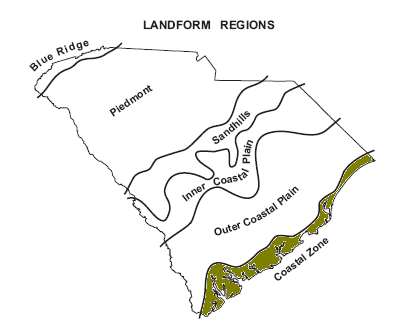 LANDFORM REGIONS
Blue Ridge
Piedmont
Sandhills
Inner Coastal Plain
Outer Coastal Plain
Coastal Zone